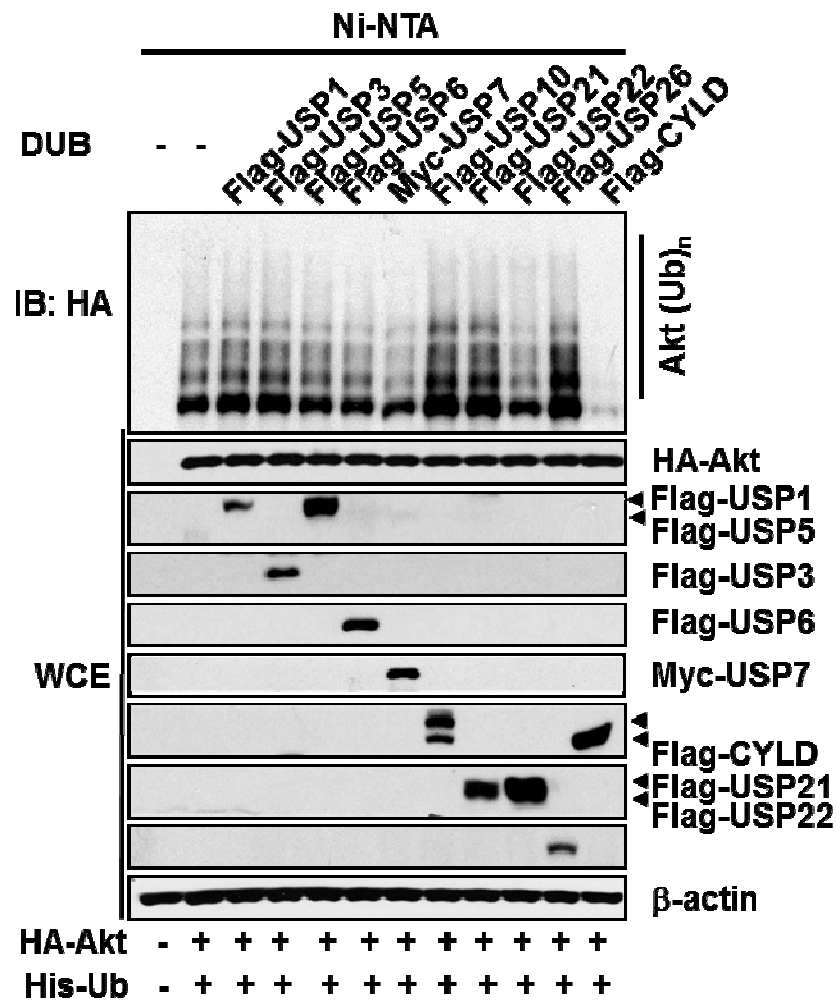 Ni-NTA
DUB - - Flag-USP1 Flag-USP3 Flag-USP5 Flag-USP6 Myc-USP7 Flag-USP10 Flag-USP21 Flag-USP22 Flag-USP26 Flag-CYLD
IB: HA
Akt (Ub)n
HA-Akt
Flag-USP1
Flag-USP5
Flag-USP3
Flag-USP6
WCE
Myc-USP7
Flag-CYLD
Flag-USP21
Flag-USP22
β-actin
HA-Akt - + + + + + + + + + + +
His-Ub - + + + + + + + + + + +